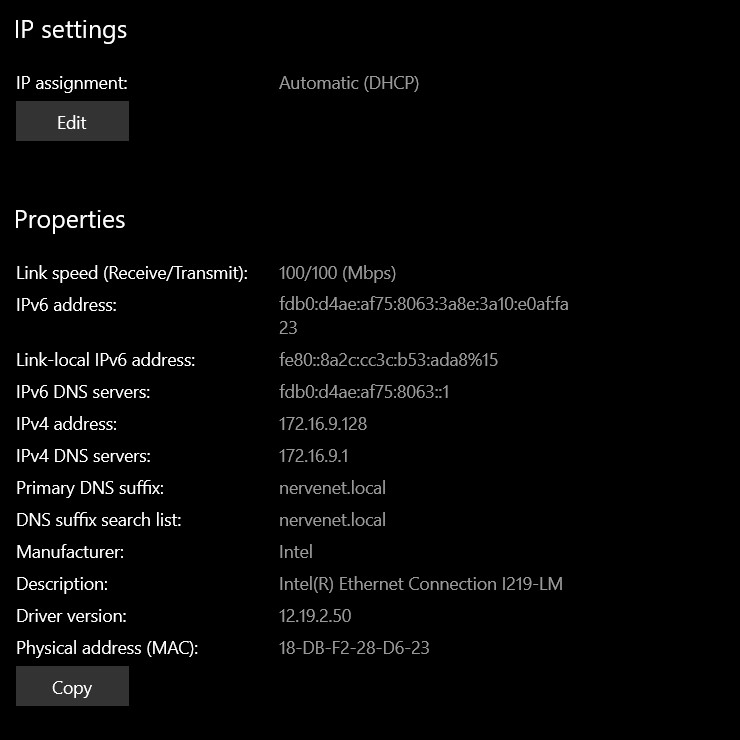 IP settings
IP assignment: Automatic (DHCP)
Edit
Properties
Link speed (Receive/Transmit): 100/100 (Mbps)
IPv6 address: fdb0:d4ae:af75:8063:3a8e:3a10:e0af:fa
23
Link-local IPv6 address: fe80::8a2c:cc3c:b53:ada8%15
IPv6 DNS servers: fdb0:d4ae:af75:8063::1
IPv4 address: 172.16.9.128
IPv4 DNS servers: 172.16.9.1
Primary DNS suffix: nervenet.local
DNS suffix search list: nervenet.local
Manufacturer: Intel
Description: Intel(R) Ethernet Connection I219-LM
Driver version: 12.19.2.50
Physical address (MAC): 18-DB-F2-28-D6-23
Copy